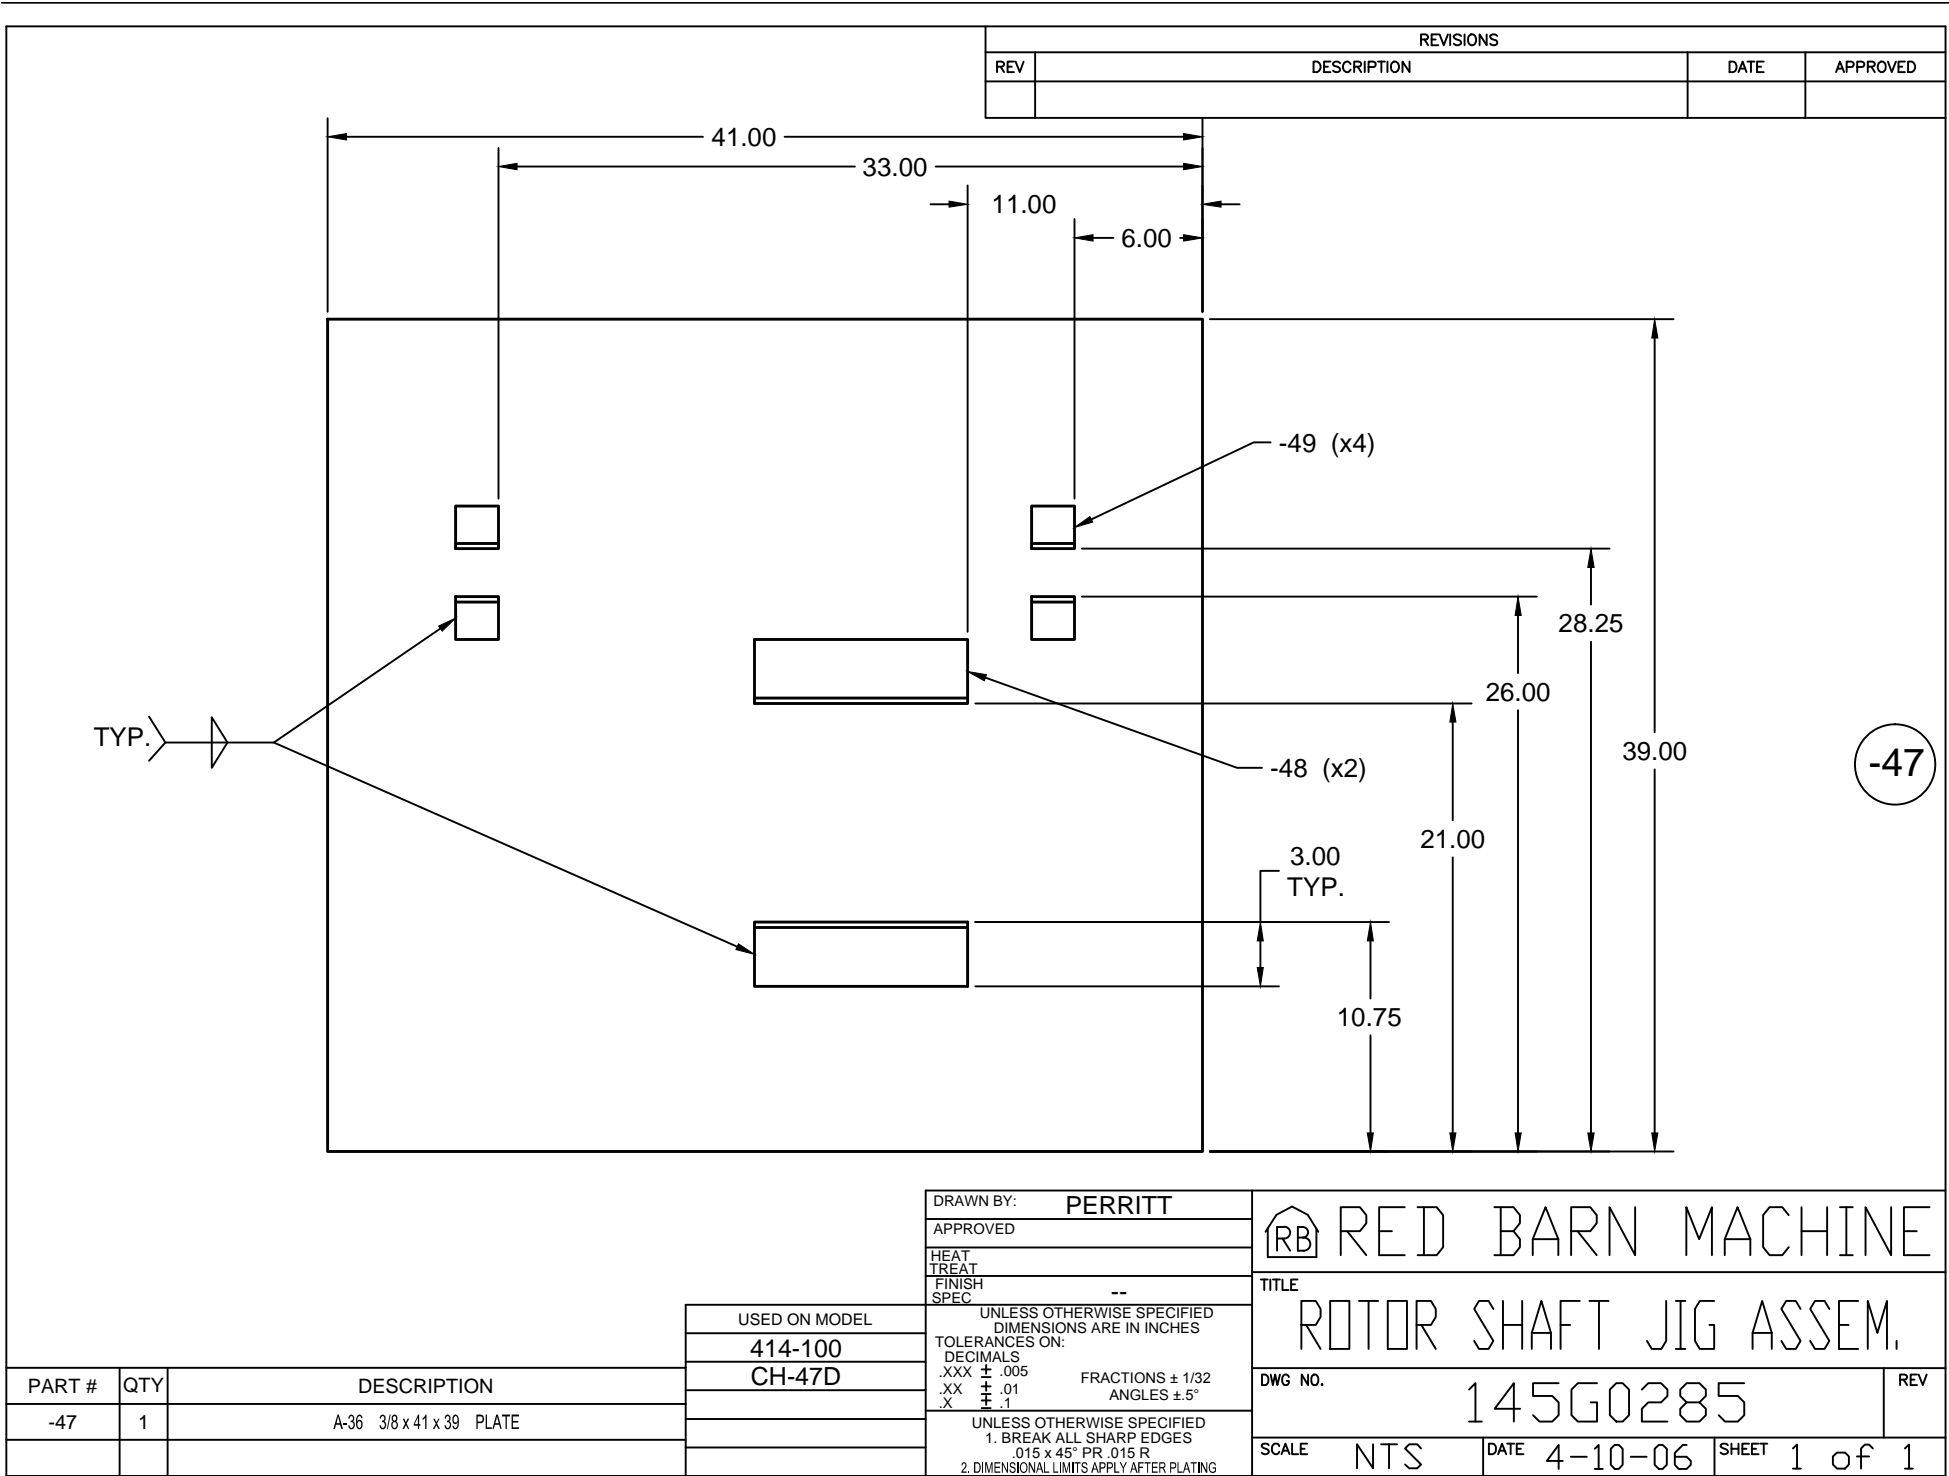 REVISIONS
REV DESCRIPTION DATE APPROVED
41.00
33.00
11.00
6.00
-49 (x4)
28.25
26.00
TYP.
39.00
-47
-48 (x2)
21.00
3.00
TYP.
10.75
DRAWN BY: PERRITT
APPROVED
HEAT
TREAT
FINISH
SPEC --
UNLESS OTHERWISE SPECIFIED
DIMENSIONS ARE IN INCHES
TOLERANCES ON:
DECIMALS
.XXX ± .005
.XX ± .01
.X ± .1
FRACTIONS ± 1/32
ANGLES ±.5°
UNLESS OTHERWISE SPECIFIED
1. BREAK ALL SHARP EDGES
.015 x 45° PR .015 R
2. DIMENSIONAL LIMITS APPLY AFTER PLATING
RB RED BARN MACHINE
TITLE
ROTOR SHAFT JIG ASSEM.
DWG NO. 145G0285 REV
SCALE NTS DATE 4-10-06 SHEET 1 of 1
USED ON MODEL
414-100
CH-47D
PART # QTY DESCRIPTION
-47 1 A-36 3/8 x 41 x 39 PLATE